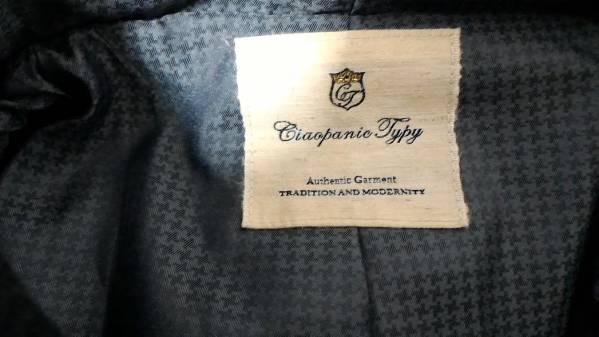 CT
Ciaopanic Typy
Authentic Garment
TRADITION AND MODERNITY